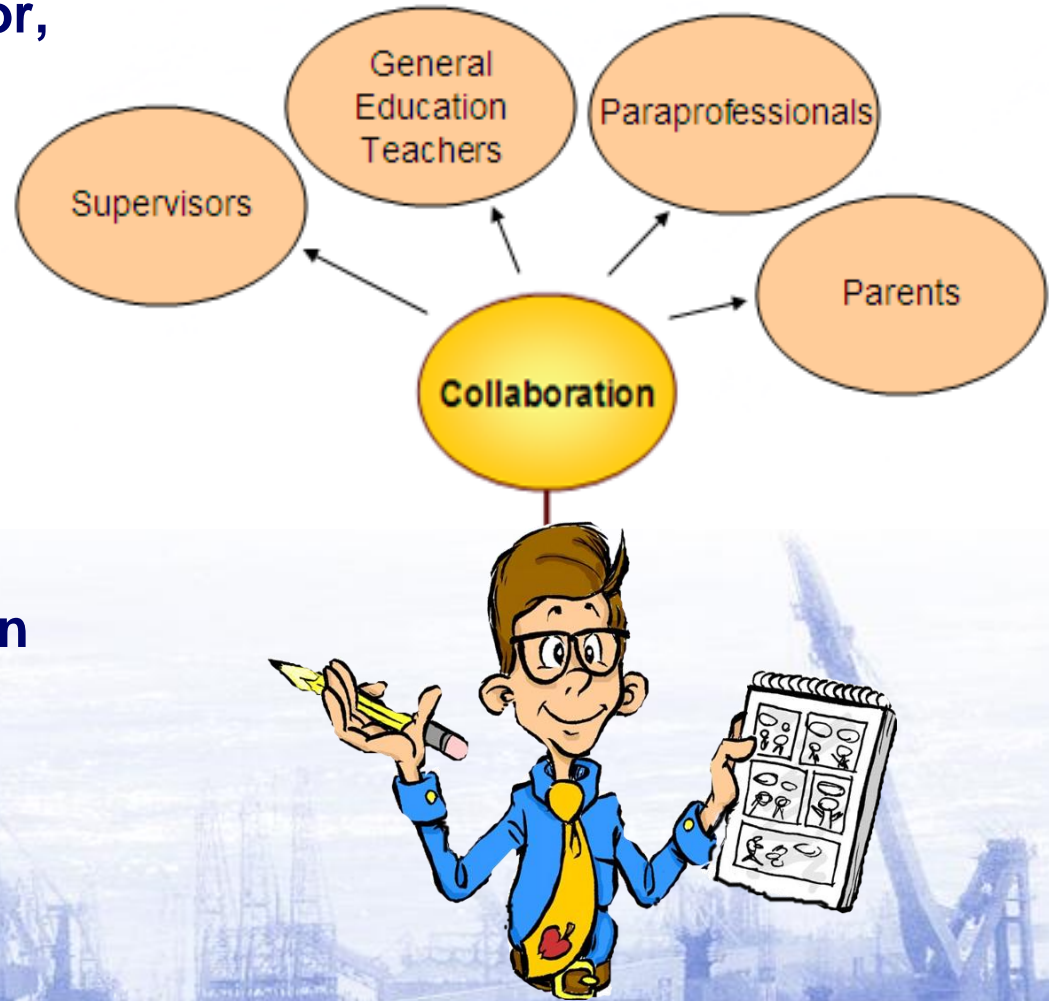 or,
General
Education
Teachers
Paraprofessionals
Supervisors
Parents
Collaboration
n